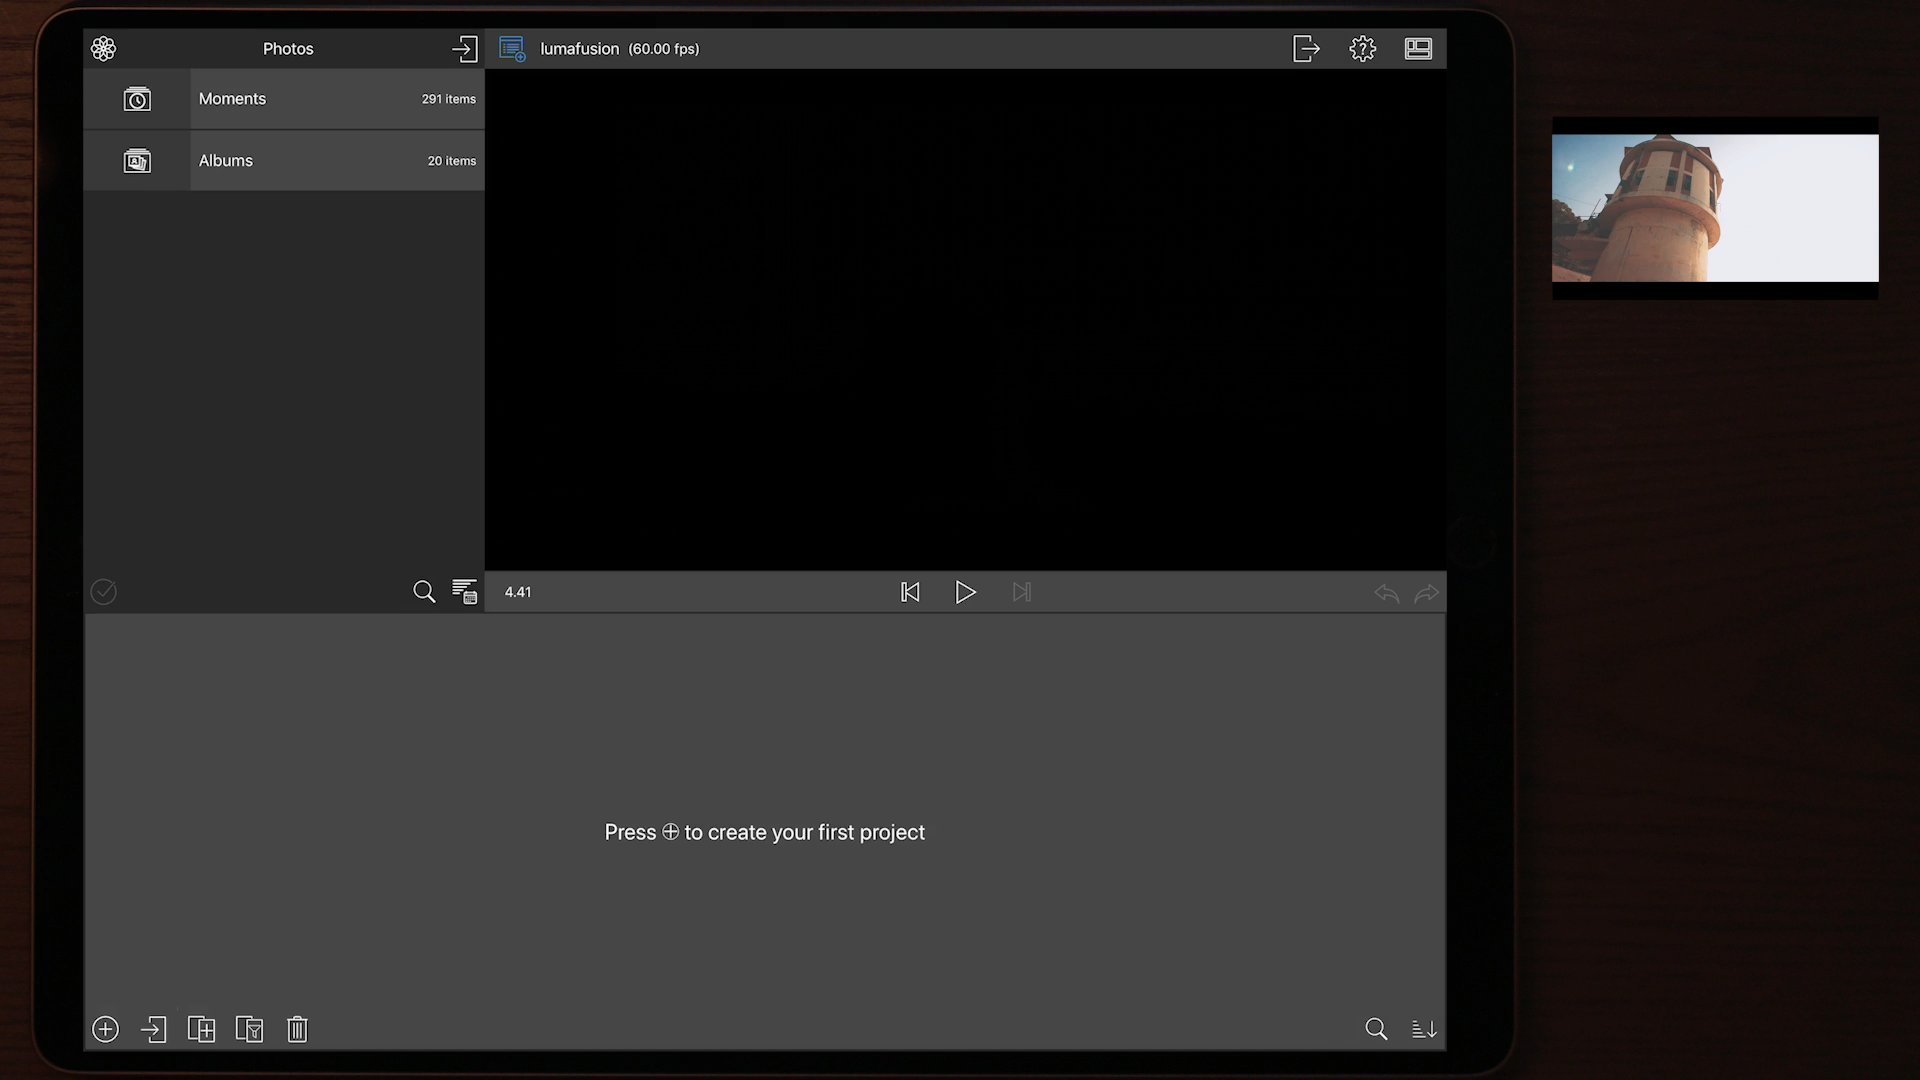 Photos
lumafusion (60.00 fps)
Moments 291 items
Albums 20 items
4.41
Press ⊕ to create your first project